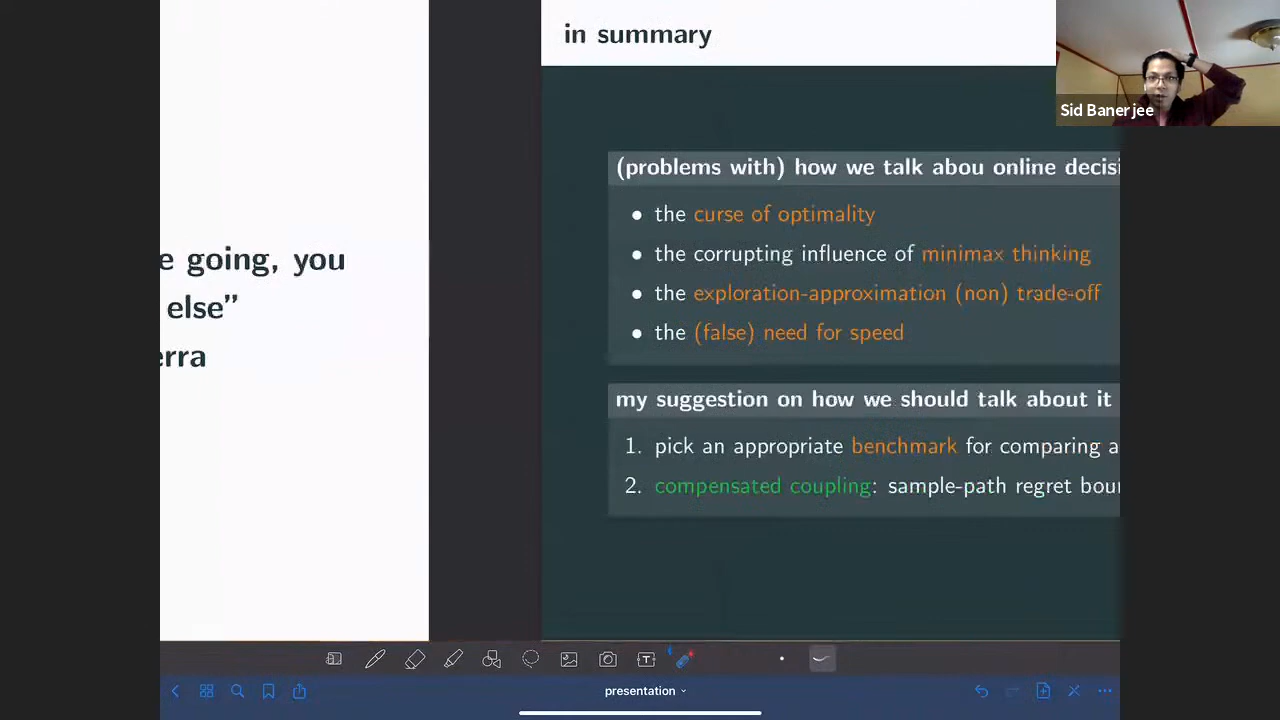 in summary
Sid Banerjee
(problems with) how we talk abou online
• the curse of optimality
• the corrupting influence of minimax thinking
• the exploration-approximation (non) trade-off
• the (false) need for speed
going, you
else”
my suggestion on how we should talk about it
1. pick an appropriate benchmark for comparing
2. compensated coupling: sample-path regret
presentation